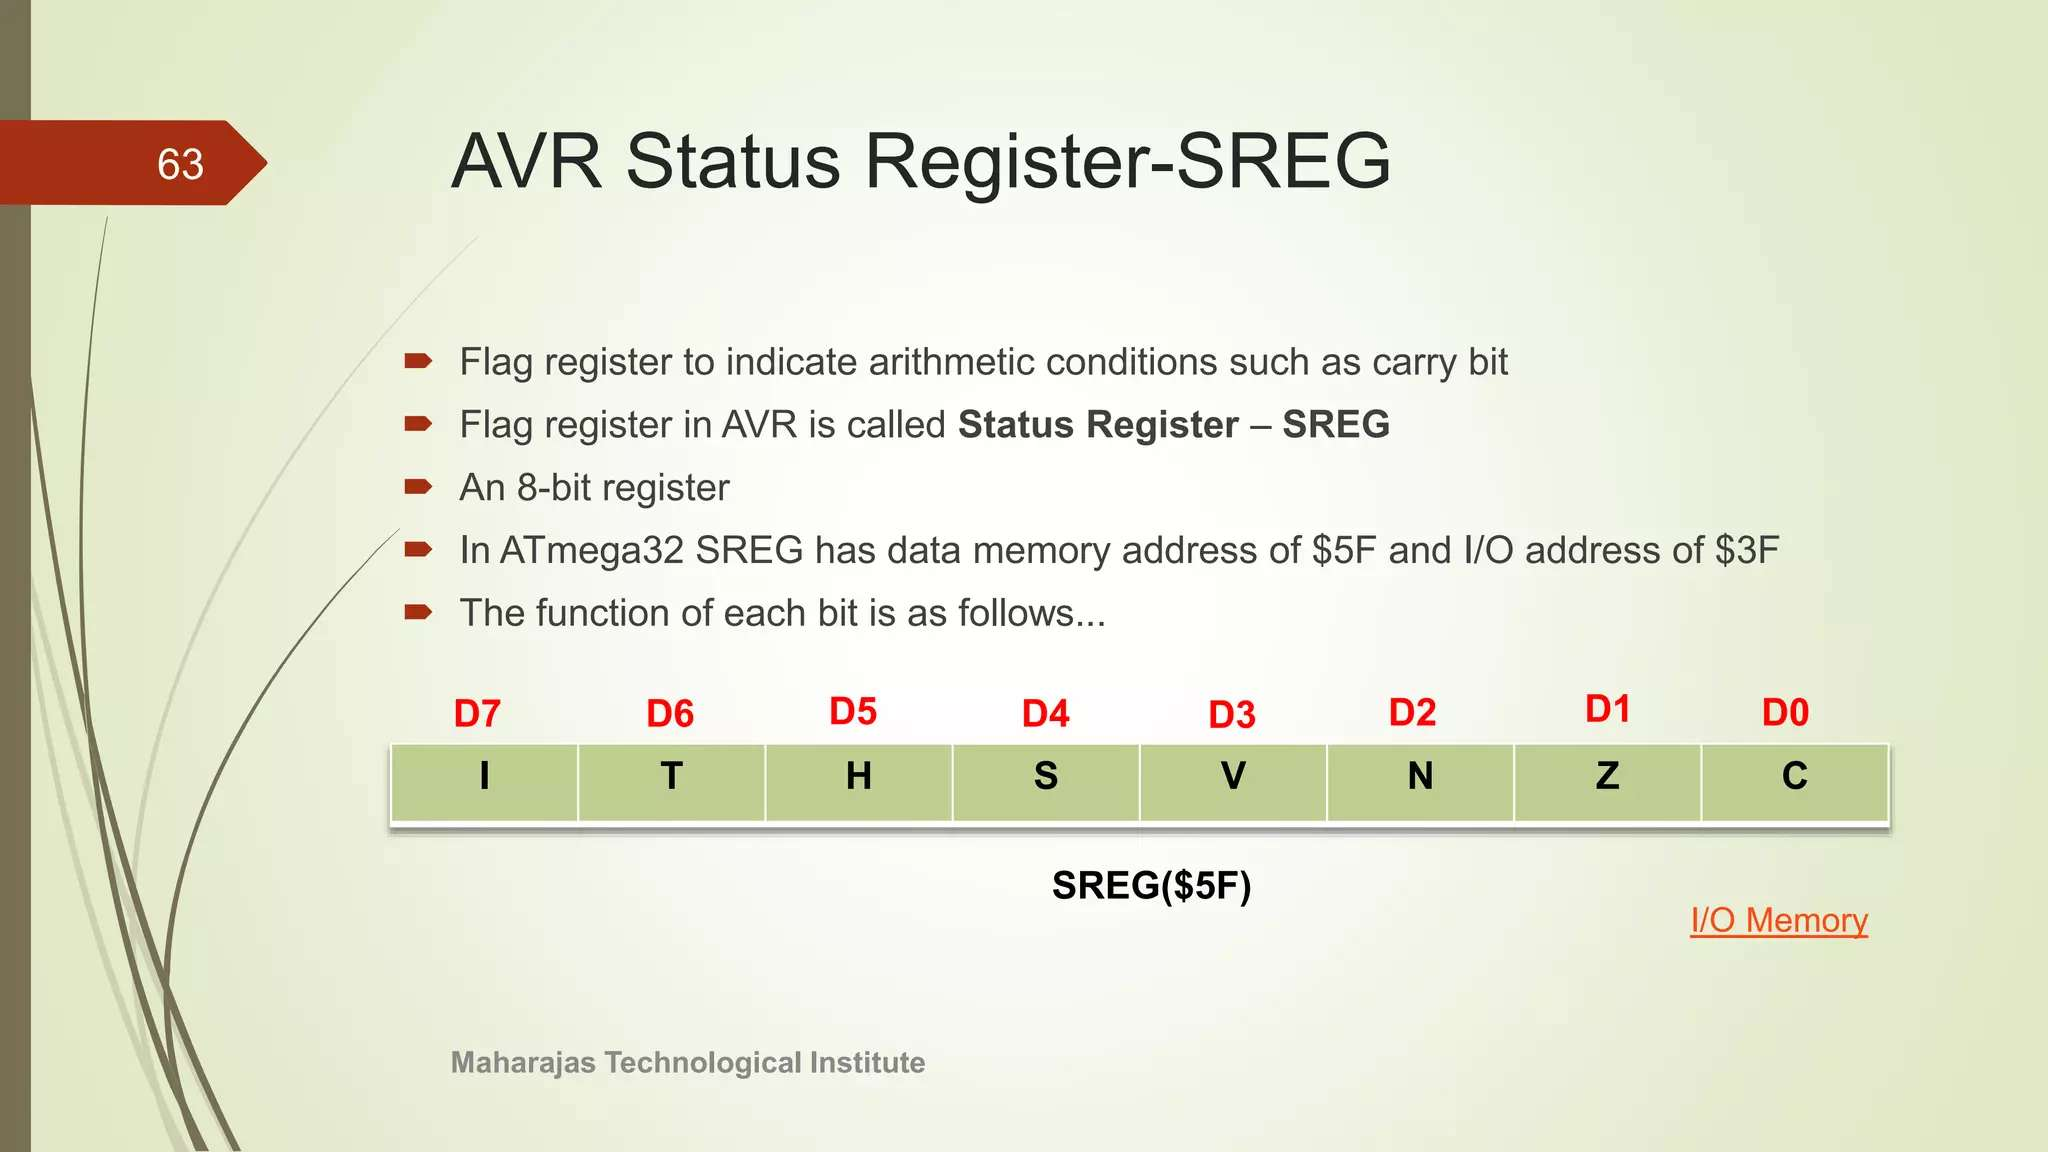 63
AVR Status Register-SREG
Flag register to indicate arithmetic conditions such as carry bit
Flag register in AVR is called Status Register – SREG
An 8-bit register
In ATmega32 SREG has data memory address of $5F and I/O address of $3F
The function of each bit is as follows...
D7 D6 D5 D4 D3 D2 D1 D0
I T H S V N Z C
SREG($5F)
I/O Memory
Maharajas Technological Institute